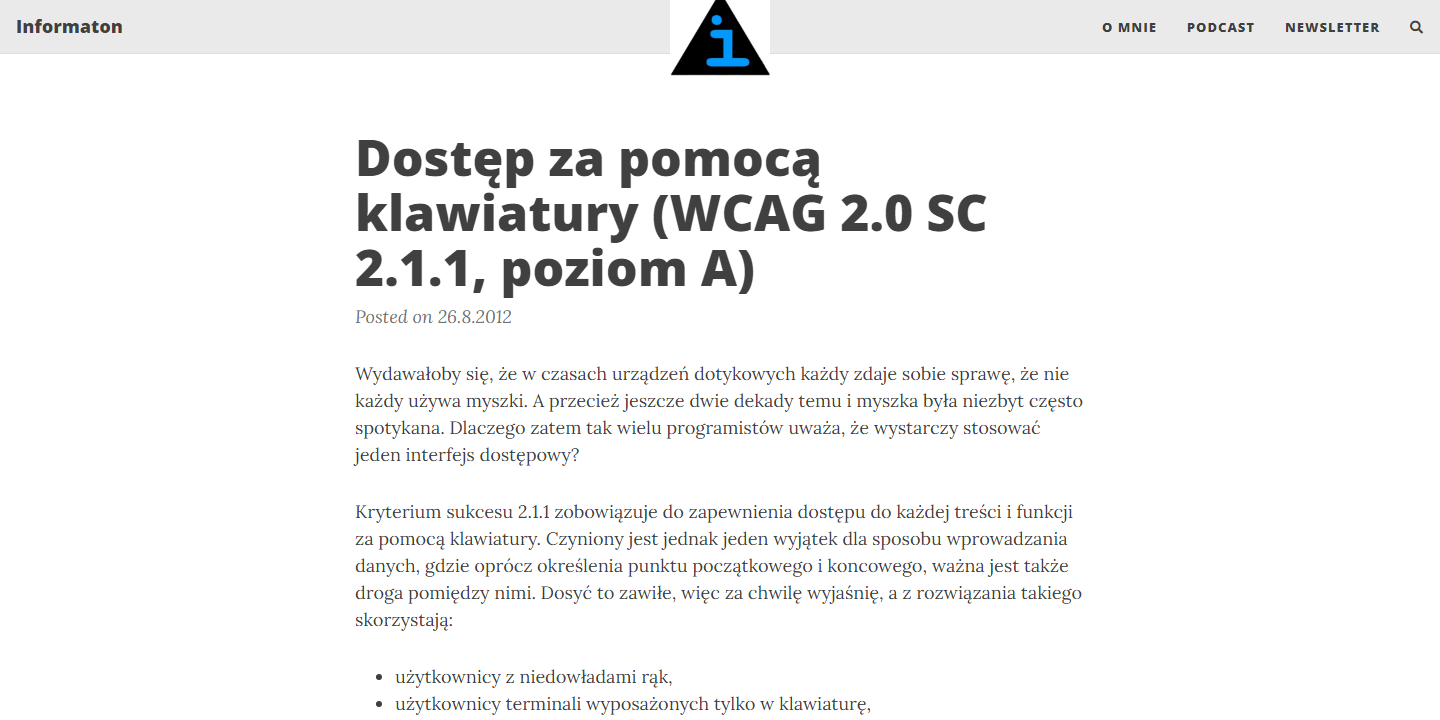 Informaton
i
O MNIE
PODCAST
NEWSLETTER
Dostęp za pomocą
klawiatury (WCAG 2.0 SC
2.1.1, poziom A)
Posted on 26.8.2012
Wydawałoby się, że w czasach urządzeń dotykowych każdy zdaje sobie sprawę, że nie
każdy używa myszki. A przecież jeszcze dwie dekady temu i myszka była niezbyt często
spotykana. Dlaczego zatem tak wielu programistów uważa, że wystarczy stosować
jeden interfejs dostępowy?
Kryterium sukcesu 2.1.1 zobowiązuje do zapewnienia dostępu do każdej treści i funkcji
za pomocą klawiatury. Czyniony jest jednak jeden wyjątek dla sposobu wprowadzania
danych, gdzie oprócz określenia punktu początkowego i koncowego, ważna jest także
droga pomiędzy nimi. Dosyć to zawiłe, więc za chwilę wyjaśnię, a z rozwiązania takiego
skorzystają:
• użytkownicy z niedowładami rąk,
• użytkownicy terminali wyposażonych tylko w klawiaturę,